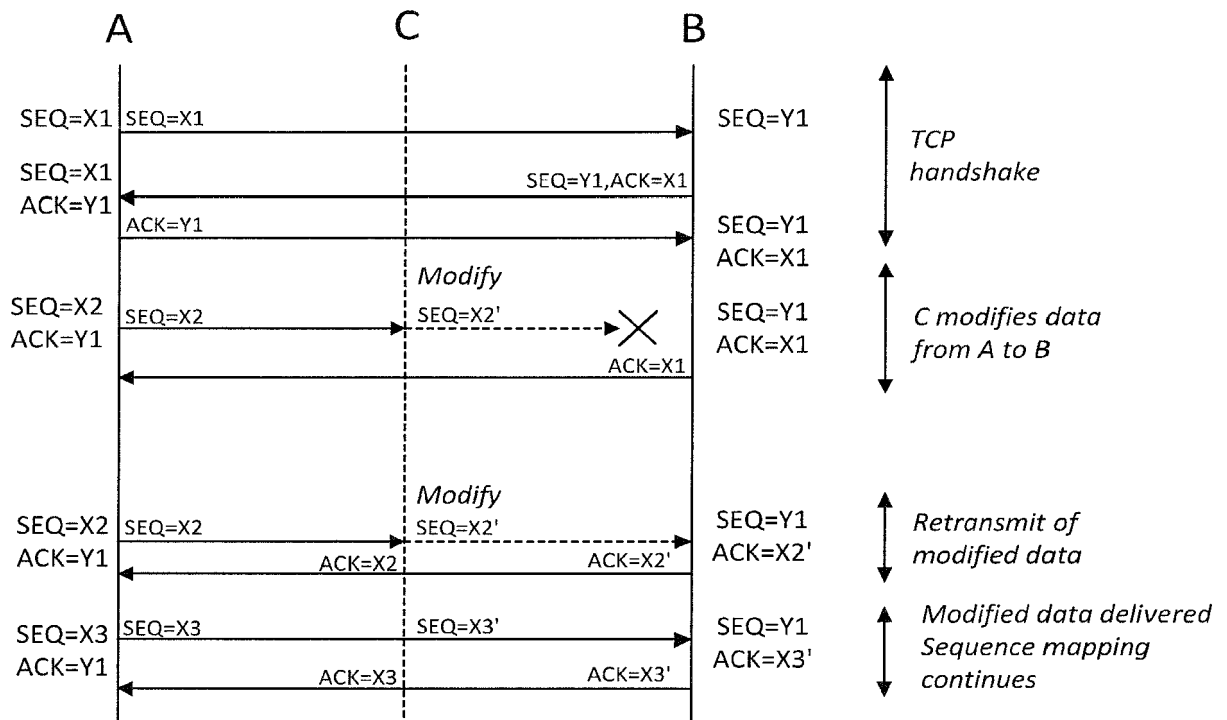 A
C
B
SEQ=X1
SEQ=X1
SEQ=Y1
TCP
handshake
SEQ=X1
ACK=Y1
SEQ=Y1,ACK=X1
ACK=Y1
SEQ=Y1
ACK=X1
Modify
SEQ=X2
ACK=Y1
SEQ=X2
SEQ=X2'
SEQ=Y1
ACK=X1
C modifies data
from A to B
ACK=X1
Modify
SEQ=X2
ACK=Y1
SEQ=X2
SEQ=X2'
SEQ=Y1
ACK=X2'
Retransmit of
modified data
ACK=X2
ACK=X2'
SEQ=X3
ACK=Y1
SEQ=X3
SEQ=X3'
SEQ=Y1
ACK=X3'
Modified data delivered
Sequence mapping
continues
ACK=X3
ACK=X3'